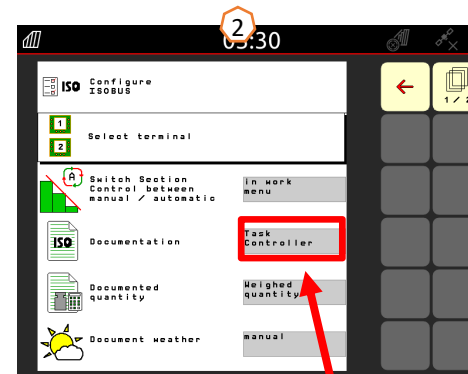 2
03:30
ISO Configure
ISOBUS
1
2
Select terminal
A
Switch Section
Control between
manual / automatic
in work
menu
ISO
Documentation
Task
Controller
Documented
quantity
Weighed
quantity
Document weather
manual
1 / 2